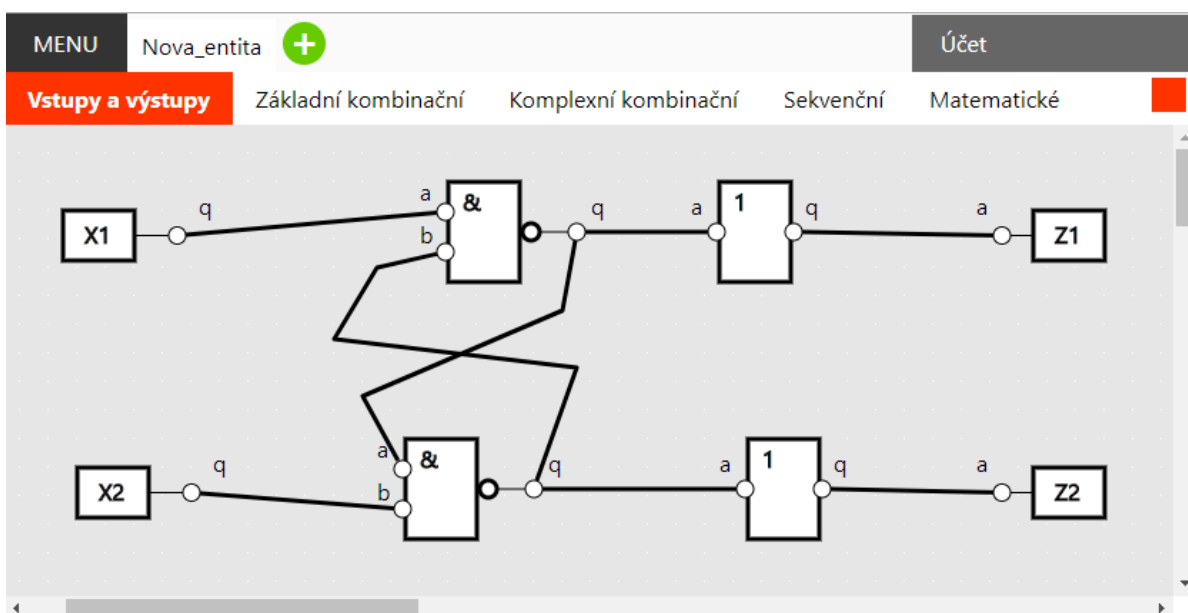 MENU Nova_entita + Účet
Vstupy a výstupy Základní kombinační Komplexní kombinační Sekvenční Matematické
X1 q a b & q a 1 q a Z1
X2 q a b & q a 1 q a Z2